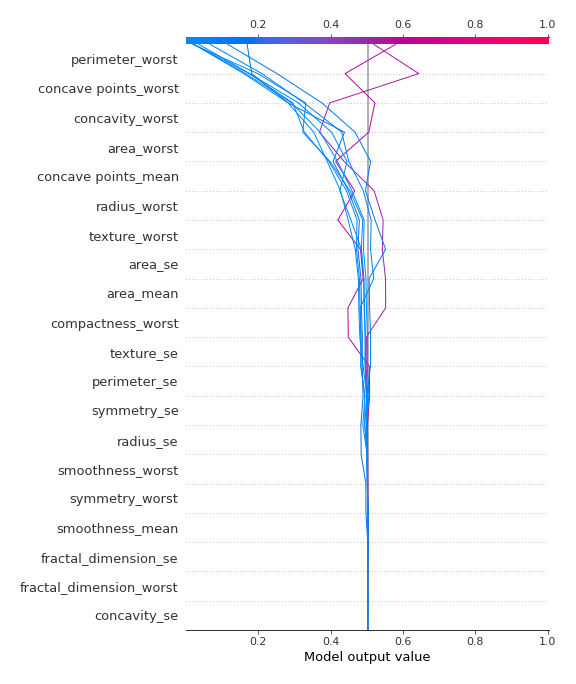 0.2 0.4 0.6 0.8 1.0
perimeter_worst
concave points_worst
concavity_worst
area_worst
concave points_mean
radius_worst
texture_worst
area_se
area_mean
compactness_worst
texture_se
perimeter_se
symmetry_se
radius_se
smoothness_worst
symmetry_worst
smoothness_mean
fractal_dimension_se
fractal_dimension_worst
concavity_se
0.2 0.4 0.6 0.8 1.0
Model output value